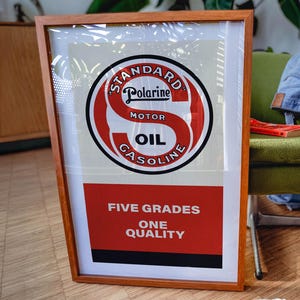 STANDARD
Polarine
MOTOR
OIL
GASOLINE
FIVE GRADES
ONE
QUALITY